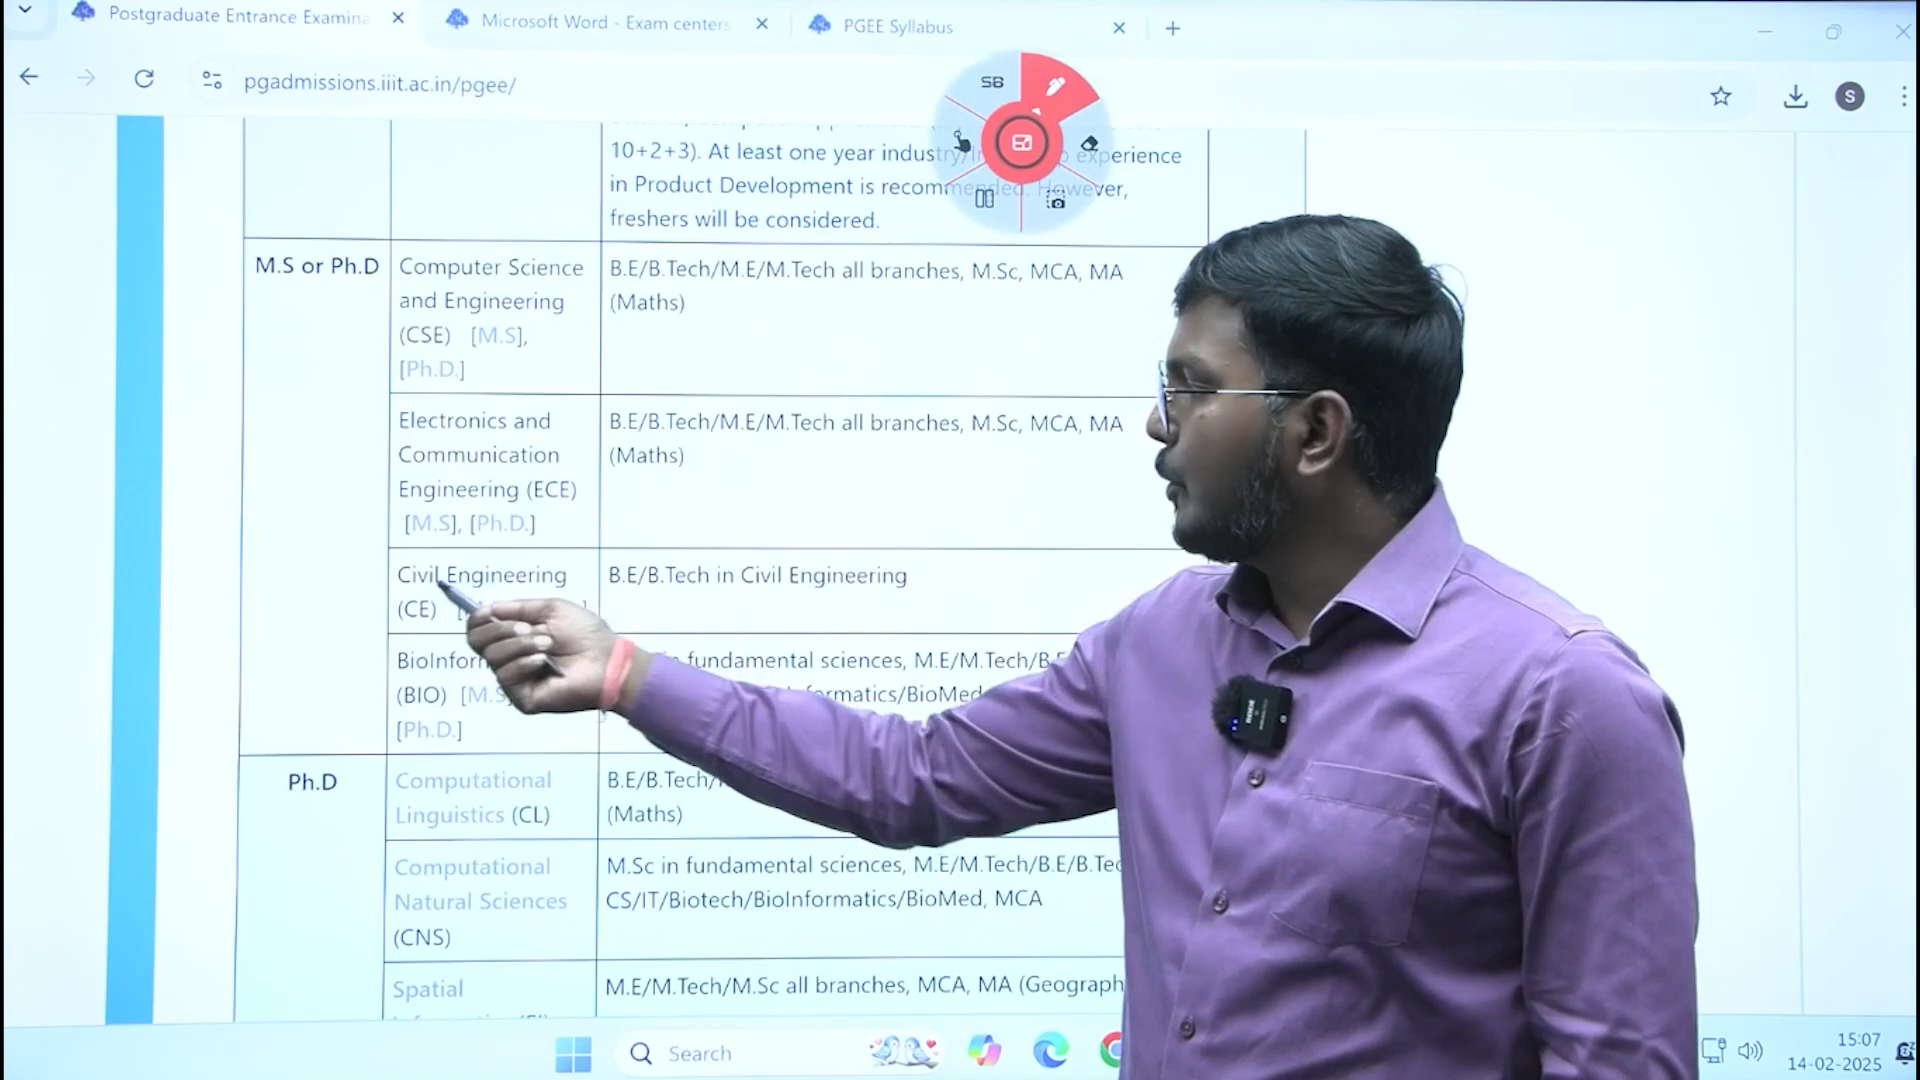 Postgraduate Entrance Examina
Microsoft Word - Exam centers
PGEE Syllabus
pgadmissions.iiit.ac.in/pgee/
SB
S
10+2+3). At least one year experience
in Product Development is recommended. However,
freshers will be considered.
M.S or Ph.D
Computer Science
and Engineering
(CSE) [M.S],
[Ph.D.]
B.E/B.Tech/M.E/M.Tech all branches, M.Sc, MCA, MA
(Maths)
Electronics and
Communication
Engineering (ECE)
[M.S], [Ph.D.]
B.E/B.Tech/M.E/M.Tech all branches, M.Sc, MCA, MA
(Maths)
Civil Engineering
(CE)
B.E/B.Tech in Civil Engineering
(BIO) [M.S
[Ph.D.]
fundamental sciences, M.E/M.Tech/B.E
Ph.D
Computational
Linguistics (CL)
B.E/B.Tech/
(Maths)
Computational
Natural Sciences
(CNS)
M.Sc in fundamental sciences, M.E/M.Tech/B.E/B.Tec
CS/IT/Biotech/BioInformatics/BioMed, MCA
Spatial
M.E/M.Tech/M.Sc all branches, MCA, MA (Geograph
Search
15:07
14-02-2025
RODE